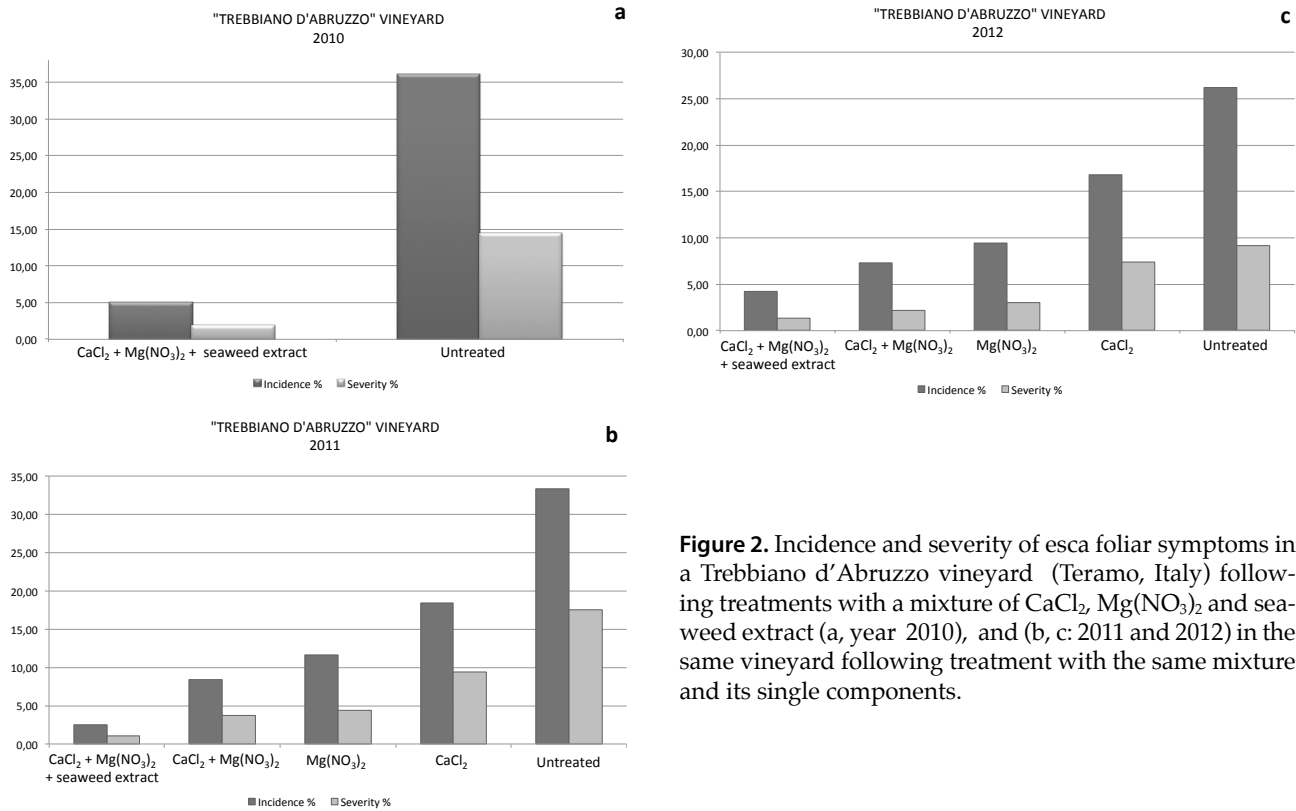 "TREBBIANO D'ABRUZZO" VINEYARD
2010
a
35,00
30,00
25,00
20,00
15,00
10,00
5,00
0,00
CaCl₂ + Mg(NO₃)₂ + seaweed extract
Untreated
Incidence % Severity %
"TREBBIANO D'ABRUZZO" VINEYARD
2012
c
30,00
25,00
20,00
15,00
10,00
5,00
0,00
CaCl₂ + Mg(NO₃)₂
+ seaweed extract
CaCl₂ + Mg(NO₃)₂
Mg(NO₃)₂
CaCl₂
Untreated
Incidence % Severity %
"TREBBIANO D'ABRUZZO" VINEYARD
2011
b
35,00
30,00
25,00
20,00
15,00
10,00
5,00
0,00
CaCl₂ + Mg(NO₃)₂
+ seaweed extract
CaCl₂ + Mg(NO₃)₂
Mg(NO₃)₂
CaCl₂
Untreated
Incidence % Severity %
Figure 2. Incidence and severity of esca foliar symptoms in
a Trebbiano d'Abruzzo vineyard (Teramo, Italy) follow-
ing treatments with a mixture of CaCl₂, Mg(NO₃)₂ and sea-
weed extract (a, year 2010), and (b, c: 2011 and 2012) in the
same vineyard following treatment with the same mixture
and its single components.